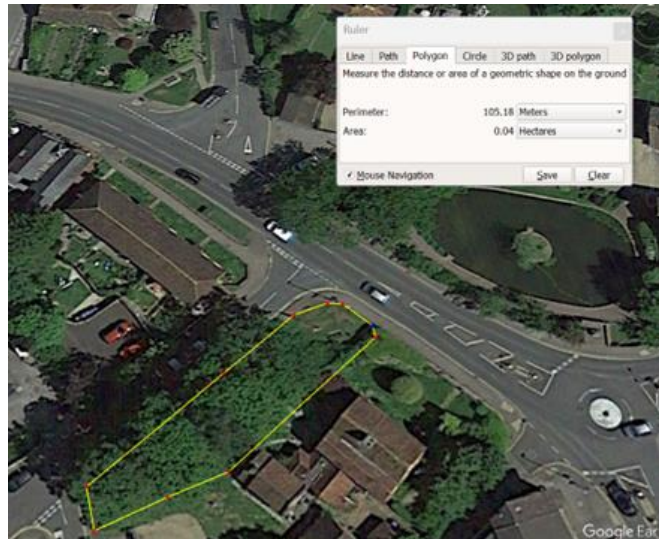 Ruler
Line Path Polygon Circle 3D path 3D polygon
Measure the distance or area of a geometric shape on the ground
Perimeter: 105.18 Meters
Area: 0.04 Hectares
✓ Mouse Navigation Save Clear
Google Ear